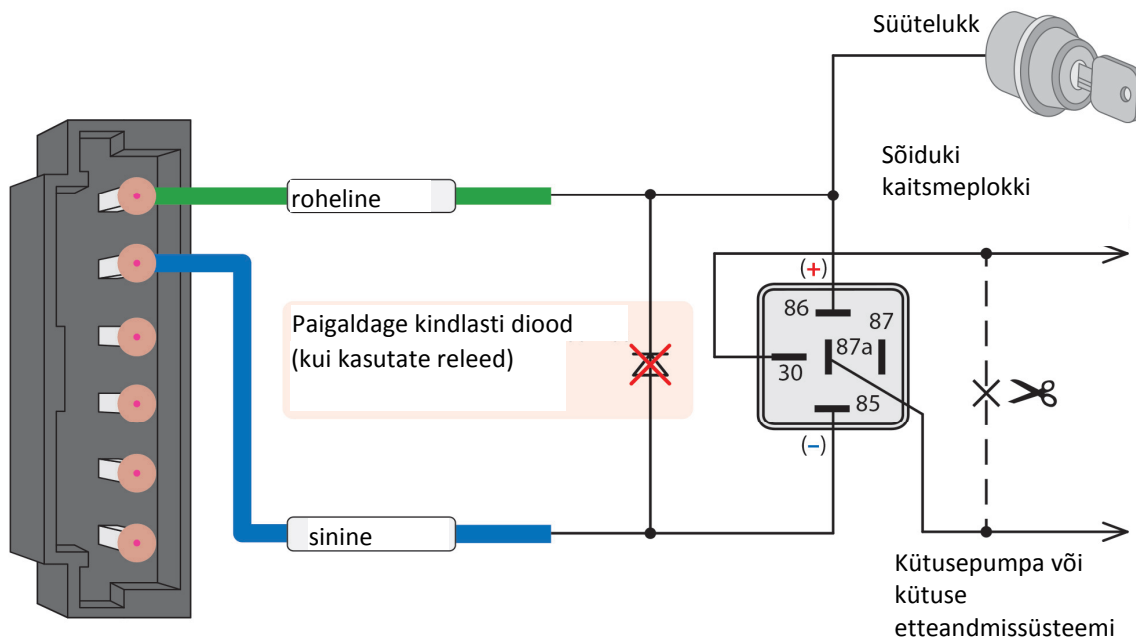 Süütelukk
Sõiduki
kaitsmeplokki
roheline
(+)
86
87
87a
30
85
(–)
Paigaldage kindlasti diood
(kui kasutate releed)
sinine
Kütusepumpa või
kütuse
etteandmissüsteemi